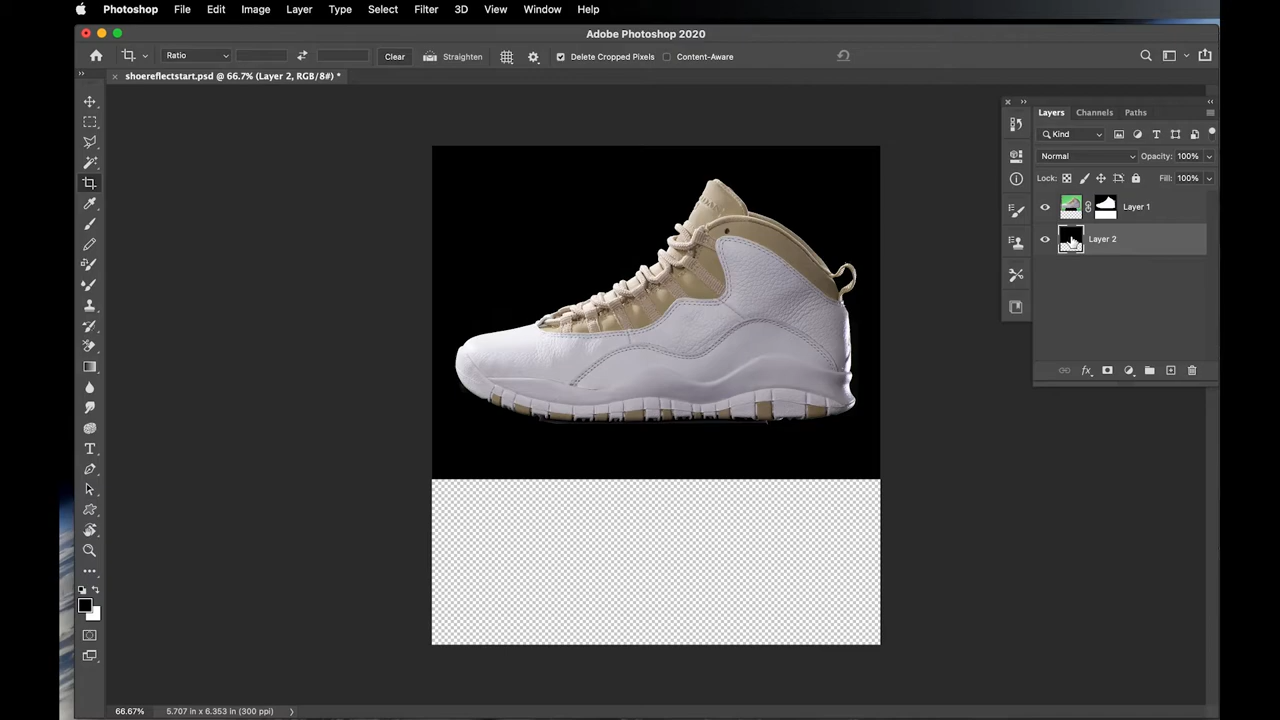 Photoshop File Edit Image Layer Type Select Filter 3D View Window Help
Adobe Photoshop 2020
Ratio Clear Straighten Delete Cropped Pixels Content-Aware
shoereflectstart.psd @ 66.7% (Layer 2, RGB/8#) *
Layers Channels Paths
Kind
Normal Opacity: 100%
Lock: Fill: 100%
Layer 1
Layer 2
fx
66.67% 5.707 in x 6.353 in (300 ppi)